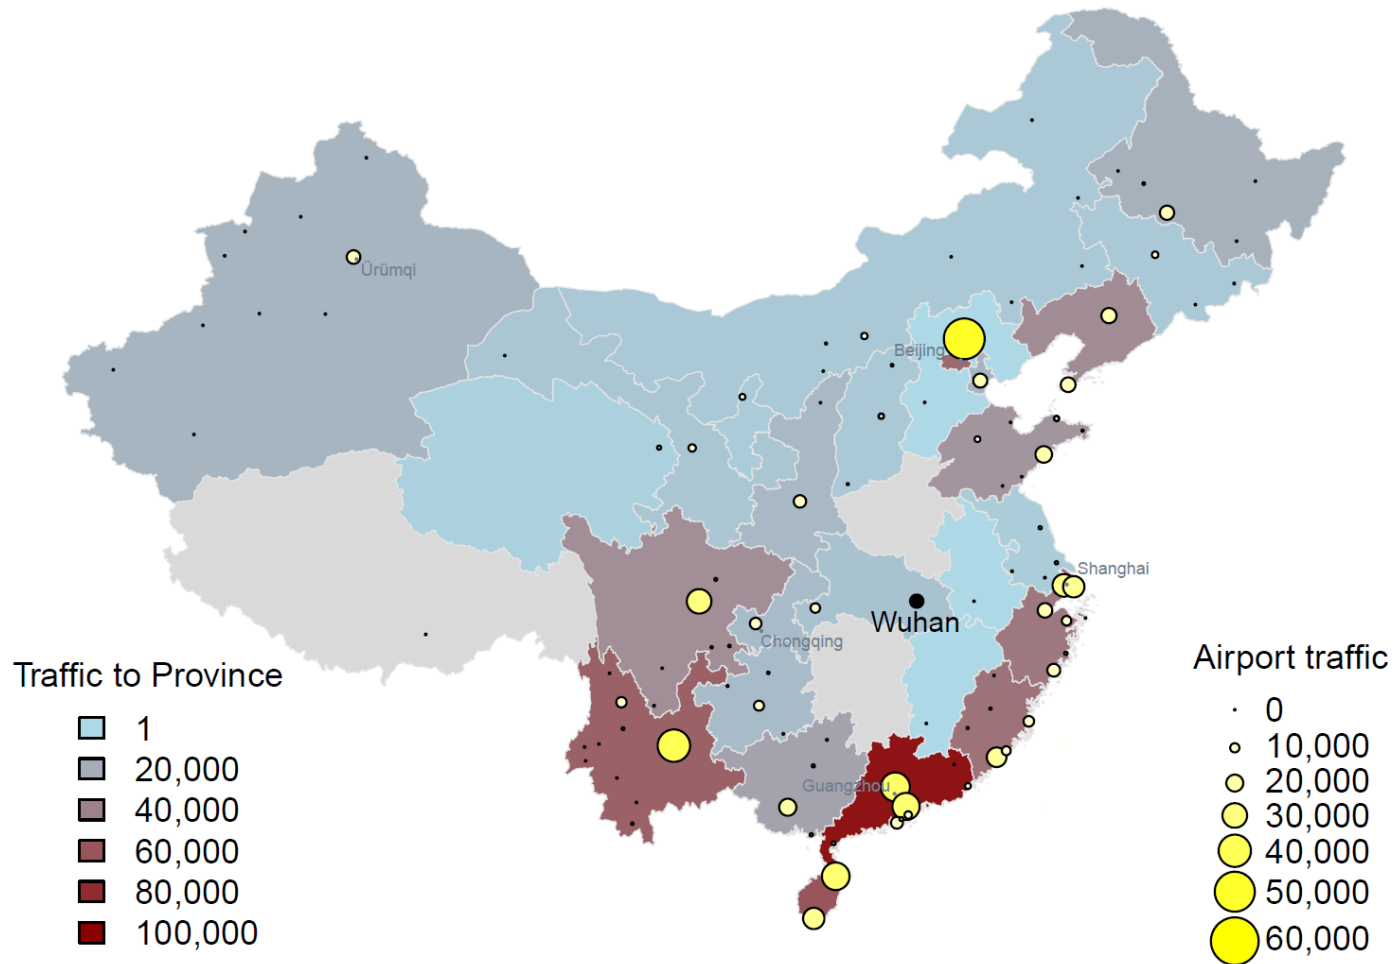 Ürümqi
Beijing
Shanghai
Wuhan
Chongqing
Guangzhou
Traffic to Province
1
20,000
40,000
60,000
80,000
100,000
Airport traffic
0
10,000
20,000
30,000
40,000
50,000
60,000